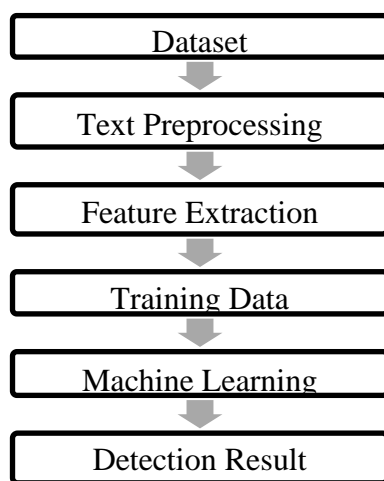 Dataset
Text Preprocessing
Feature Extraction
Training Data
Machine Learning
Detection Result